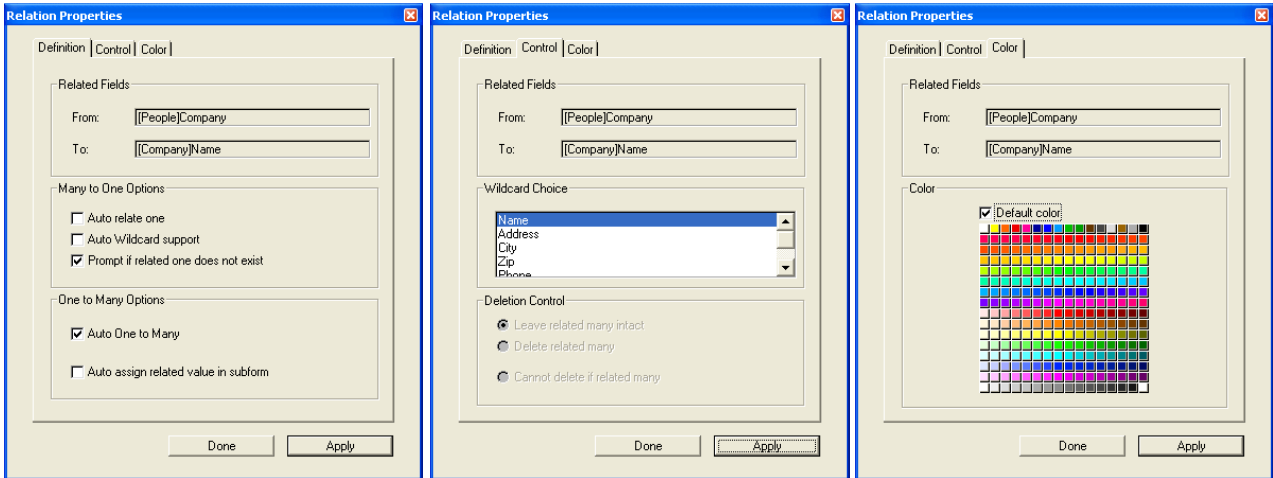 Relation Properties
Definition Control Color
Related Fields
From: [[People]Company
To: [[Company]Name
Many to One Options
Auto relate one
Auto Wildcard support
Prompt if related one does not exist
One to Many Options
Auto One to Many
Auto assign related value in subform
Done Apply
Relation Properties
Definition Control Color
Related Fields
From: [[People]Company
To: [[Company]Name
Wildcard Choice
Name
Address
City
Zip
Phone
Deletion Control
Leave related many intact
Delete related many
Cannot delete if related many
Done Apply
Relation Properties
Definition Control Color
Related Fields
From: [[People]Company
To: [[Company]Name
Color
Default color
Done Apply